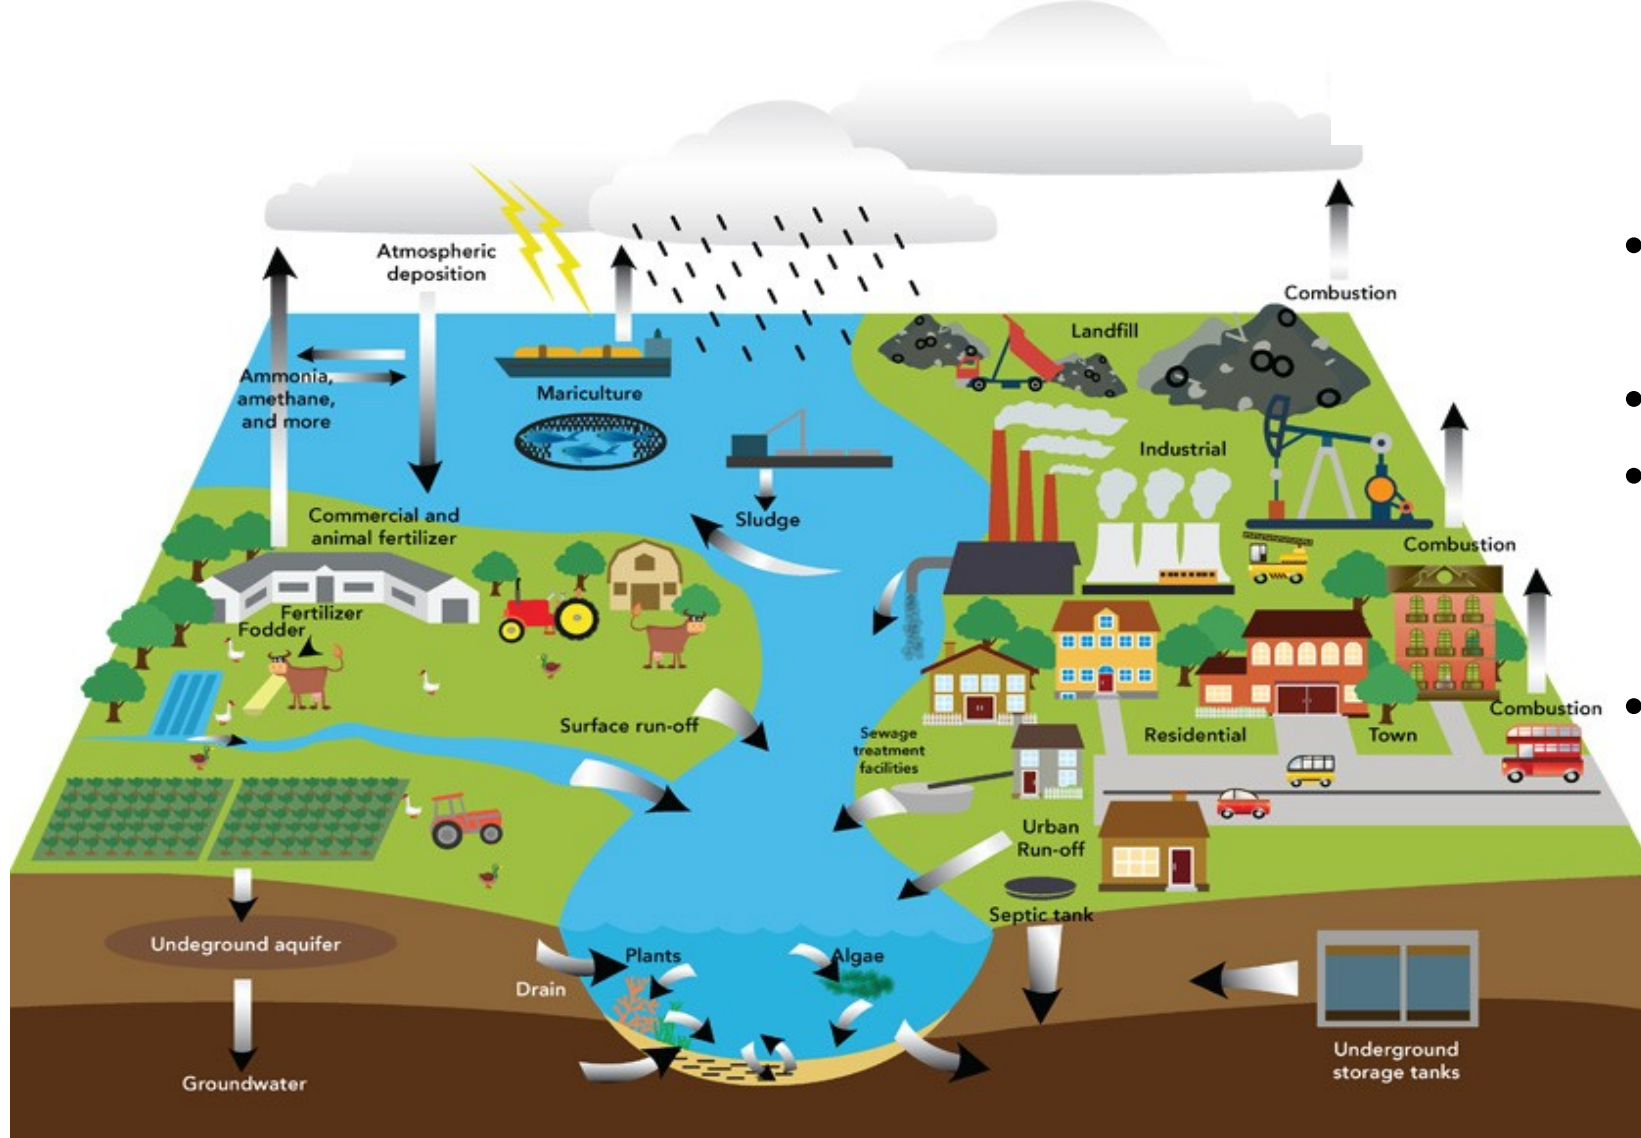 Atmospheric
deposition
Combustion
Landfill
Ammonia,
amethane,
and more
Mariculture
Industrial
Commercial and
animal fertilizer
Sludge
Combustion
Fertilizer
Fodder
Surface run-off
Sewage
treatment
facilities
Residential
Town
Combustion
Urban
Run-off
Septic tank
Undeground aquifer
Plants
Algae
Drain
Groundwater
Underground
storage tanks